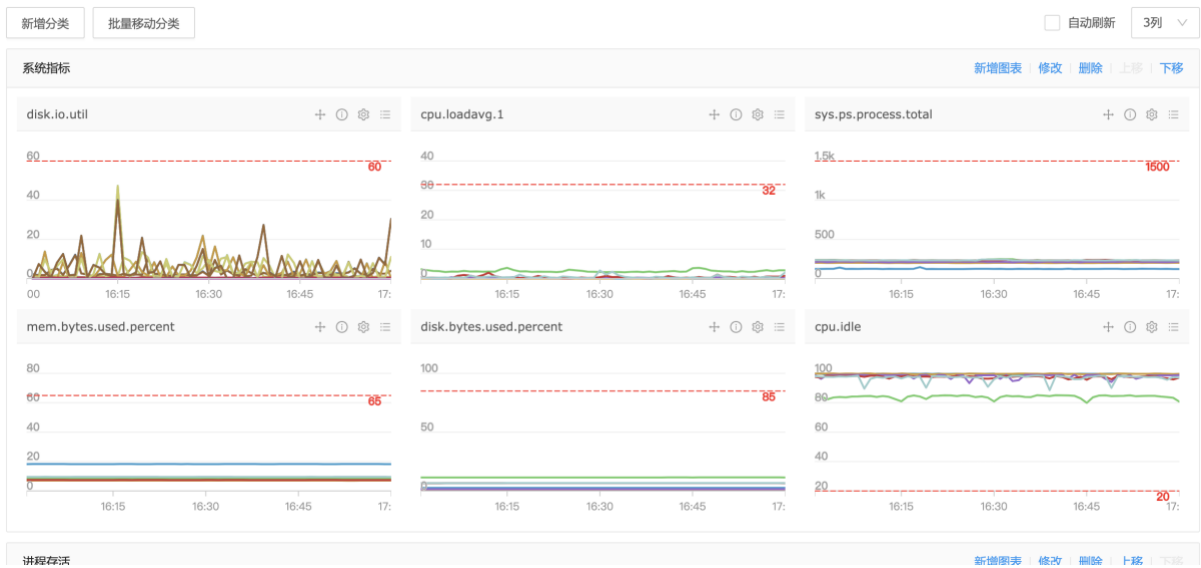 新增分类 批量移动分类 自动刷新 3列
系统指标 新增图表 修改 删除 上移 下移
disk.io.util cpu.loadavg.1 sys.ps.process.total
60 60 40 20 0
00 16:15 16:30 16:45 17:
40 30 32 20 10 0
16:15 16:30 16:45 17:
1.5k 1500 1k 500 0
16:15 16:30 16:45 17:
mem.bytes.used.percent disk.bytes.used.percent cpu.idle
80 60 65 40 20 0
16:15 16:30 16:45 17:
100 85 50 0
16:15 16:30 16:45 17:
100 80 60 40 20 20
16:15 16:30 16:45 17:
进程存活 新增图表 修改 删除 上移 下移